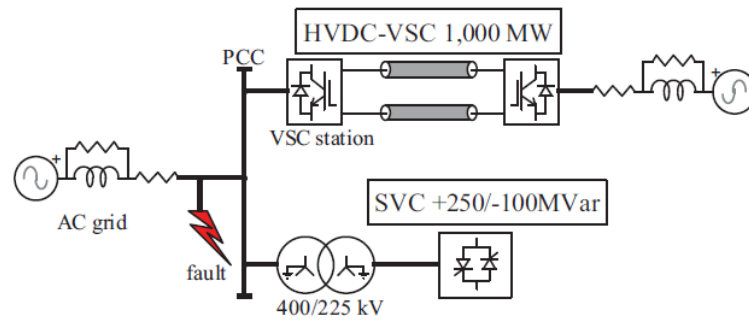 HVDC-VSC 1,000 MW
PCC
VSC station
+
+
SVC +250/-100MVar
AC grid
fault
400/225 kV